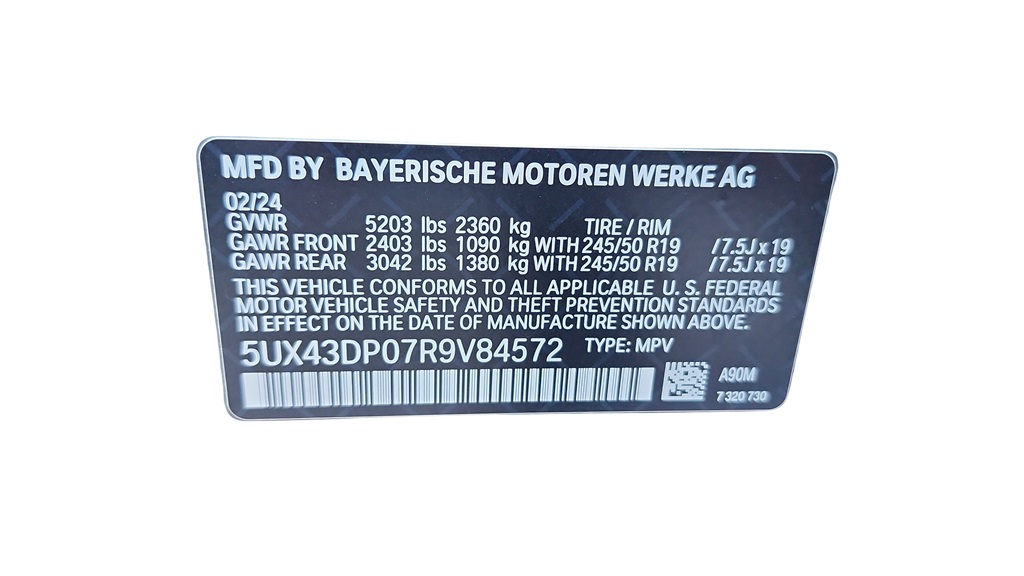 MFD BY BAYERISCHE MOTOREN WERKE AG
02/24
GVWR 5203 lbs 2360 kg TIRE / RIM
GAWR FRONT 2403 lbs 1090 kg WITH 245/50 R19 /7.5J x 19
GAWR REAR 3042 lbs 1380 kg WITH 245/50 R19 /7.5J x 19
THIS VEHICLE CONFORMS TO ALL APPLICABLE U. S. FEDERAL
MOTOR VEHICLE SAFETY AND THEFT PREVENTION STANDARDS
IN EFFECT ON THE DATE OF MANUFACTURE SHOWN ABOVE.
5UX43DP07R9V84572 TYPE: MPV
A90M
7 320 730